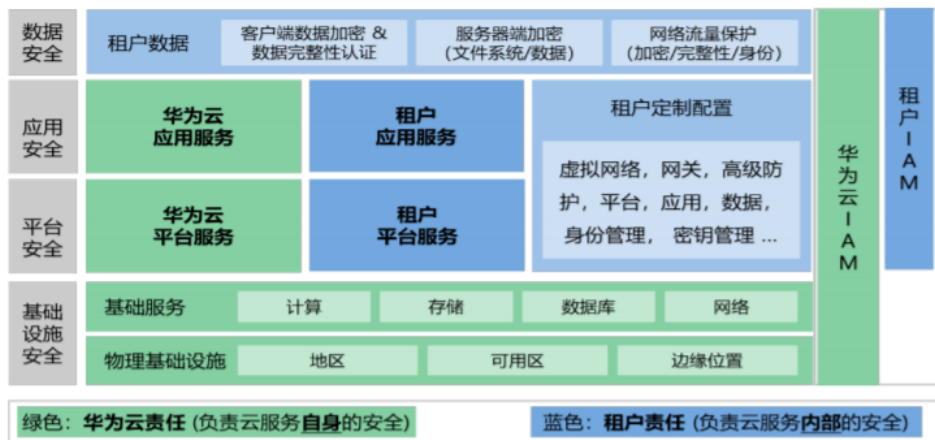 数据
安全
租户数据
客户端数据加密 &
数据完整性认证
服务器端加密
(文件系统/数据)
网络流量保护
(加密/完整性/身份)
应用
安全
华为云
应用服务
租户
应用服务
租户定制配置
虚拟网络，网关，高级防
护，平台，应用，数据，
身份管理， 密钥管理 ...
平台
安全
华为云
平台服务
租户
平台服务
基础
设施
安全
基础服务
计算
存储
数据库
网络
物理基础设施
地区
可用区
边缘位置
华为云IAM
租户IAM
绿色：华为云责任 (负责云服务自身的安全)
蓝色：租户责任 (负责云服务内部的安全)